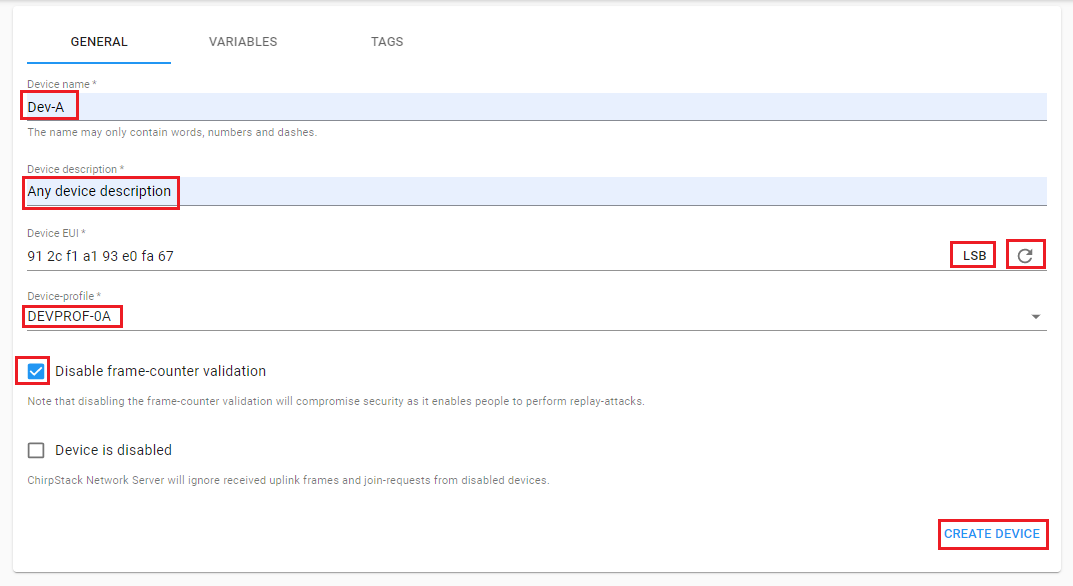 GENERAL VARIABLES TAGS
Device name *
Dev-A
The name may only contain words, numbers and dashes.
Device description *
Any device description
Device EUI *
91 2c f1 a1 93 e0 fa 67 LSB
Device-profile *
DEVPROF-0A
Disable frame-counter validation
Note that disabling the frame-counter validation will compromise security as it enables people to perform replay-attacks.
Device is disabled
ChirpStack Network Server will ignore received uplink frames and join-requests from disabled devices.
CREATE DEVICE